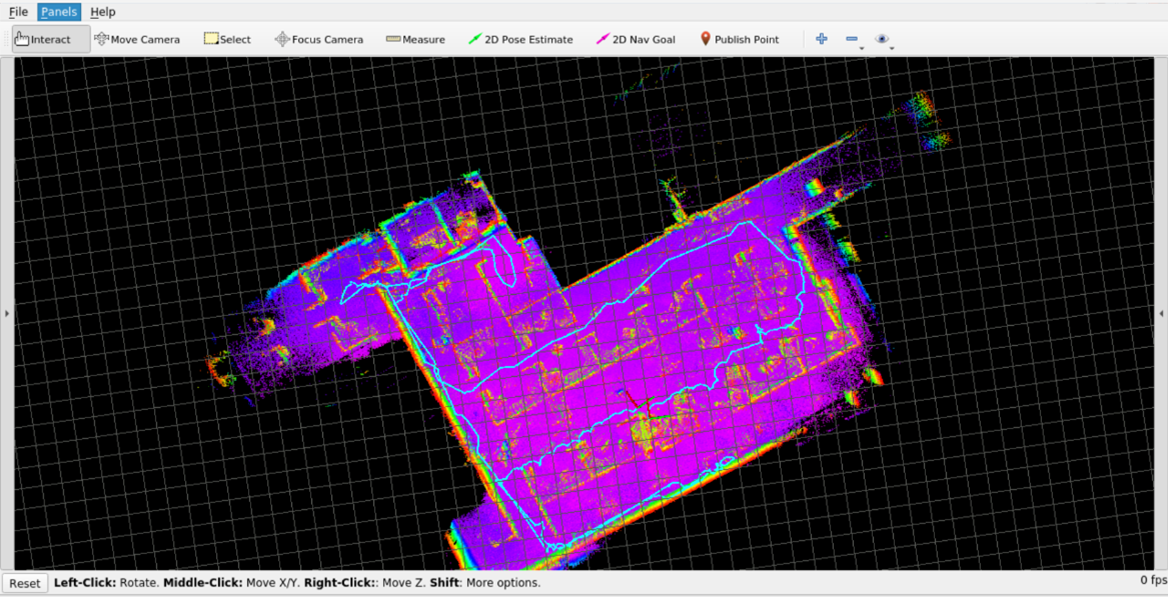 File Panels Help
Interact Move Camera Select Focus Camera Measure 2D Pose Estimate 2D Nav Goal Publish Point
Reset Left-Click: Rotate. Middle-Click: Move X/Y. Right-Click:: Move Z. Shift: More options. 0 fps